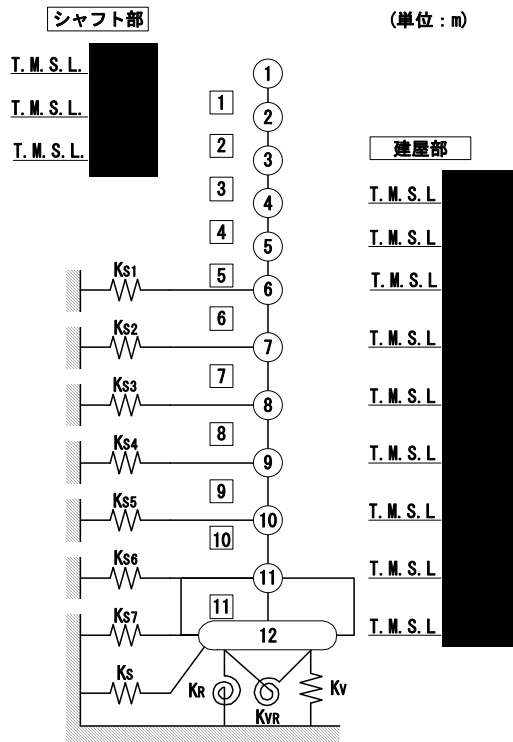 シャフト部
(単位：m)
T.M.S.L.
T.M.S.L.
T.M.S.L.
建屋部
T.M.S.L
T.M.S.L
T.M.S.L
T.M.S.L
T.M.S.L
T.M.S.L
T.M.S.L
T.M.S.L
T.M.S.L
1
2
3
4
5
6
7
8
9
10
11
12
1
2
3
4
5
6
7
8
9
10
11
KS1
KS2
KS3
KS4
KS5
KS6
KS7
KS
KR
KVR
KV